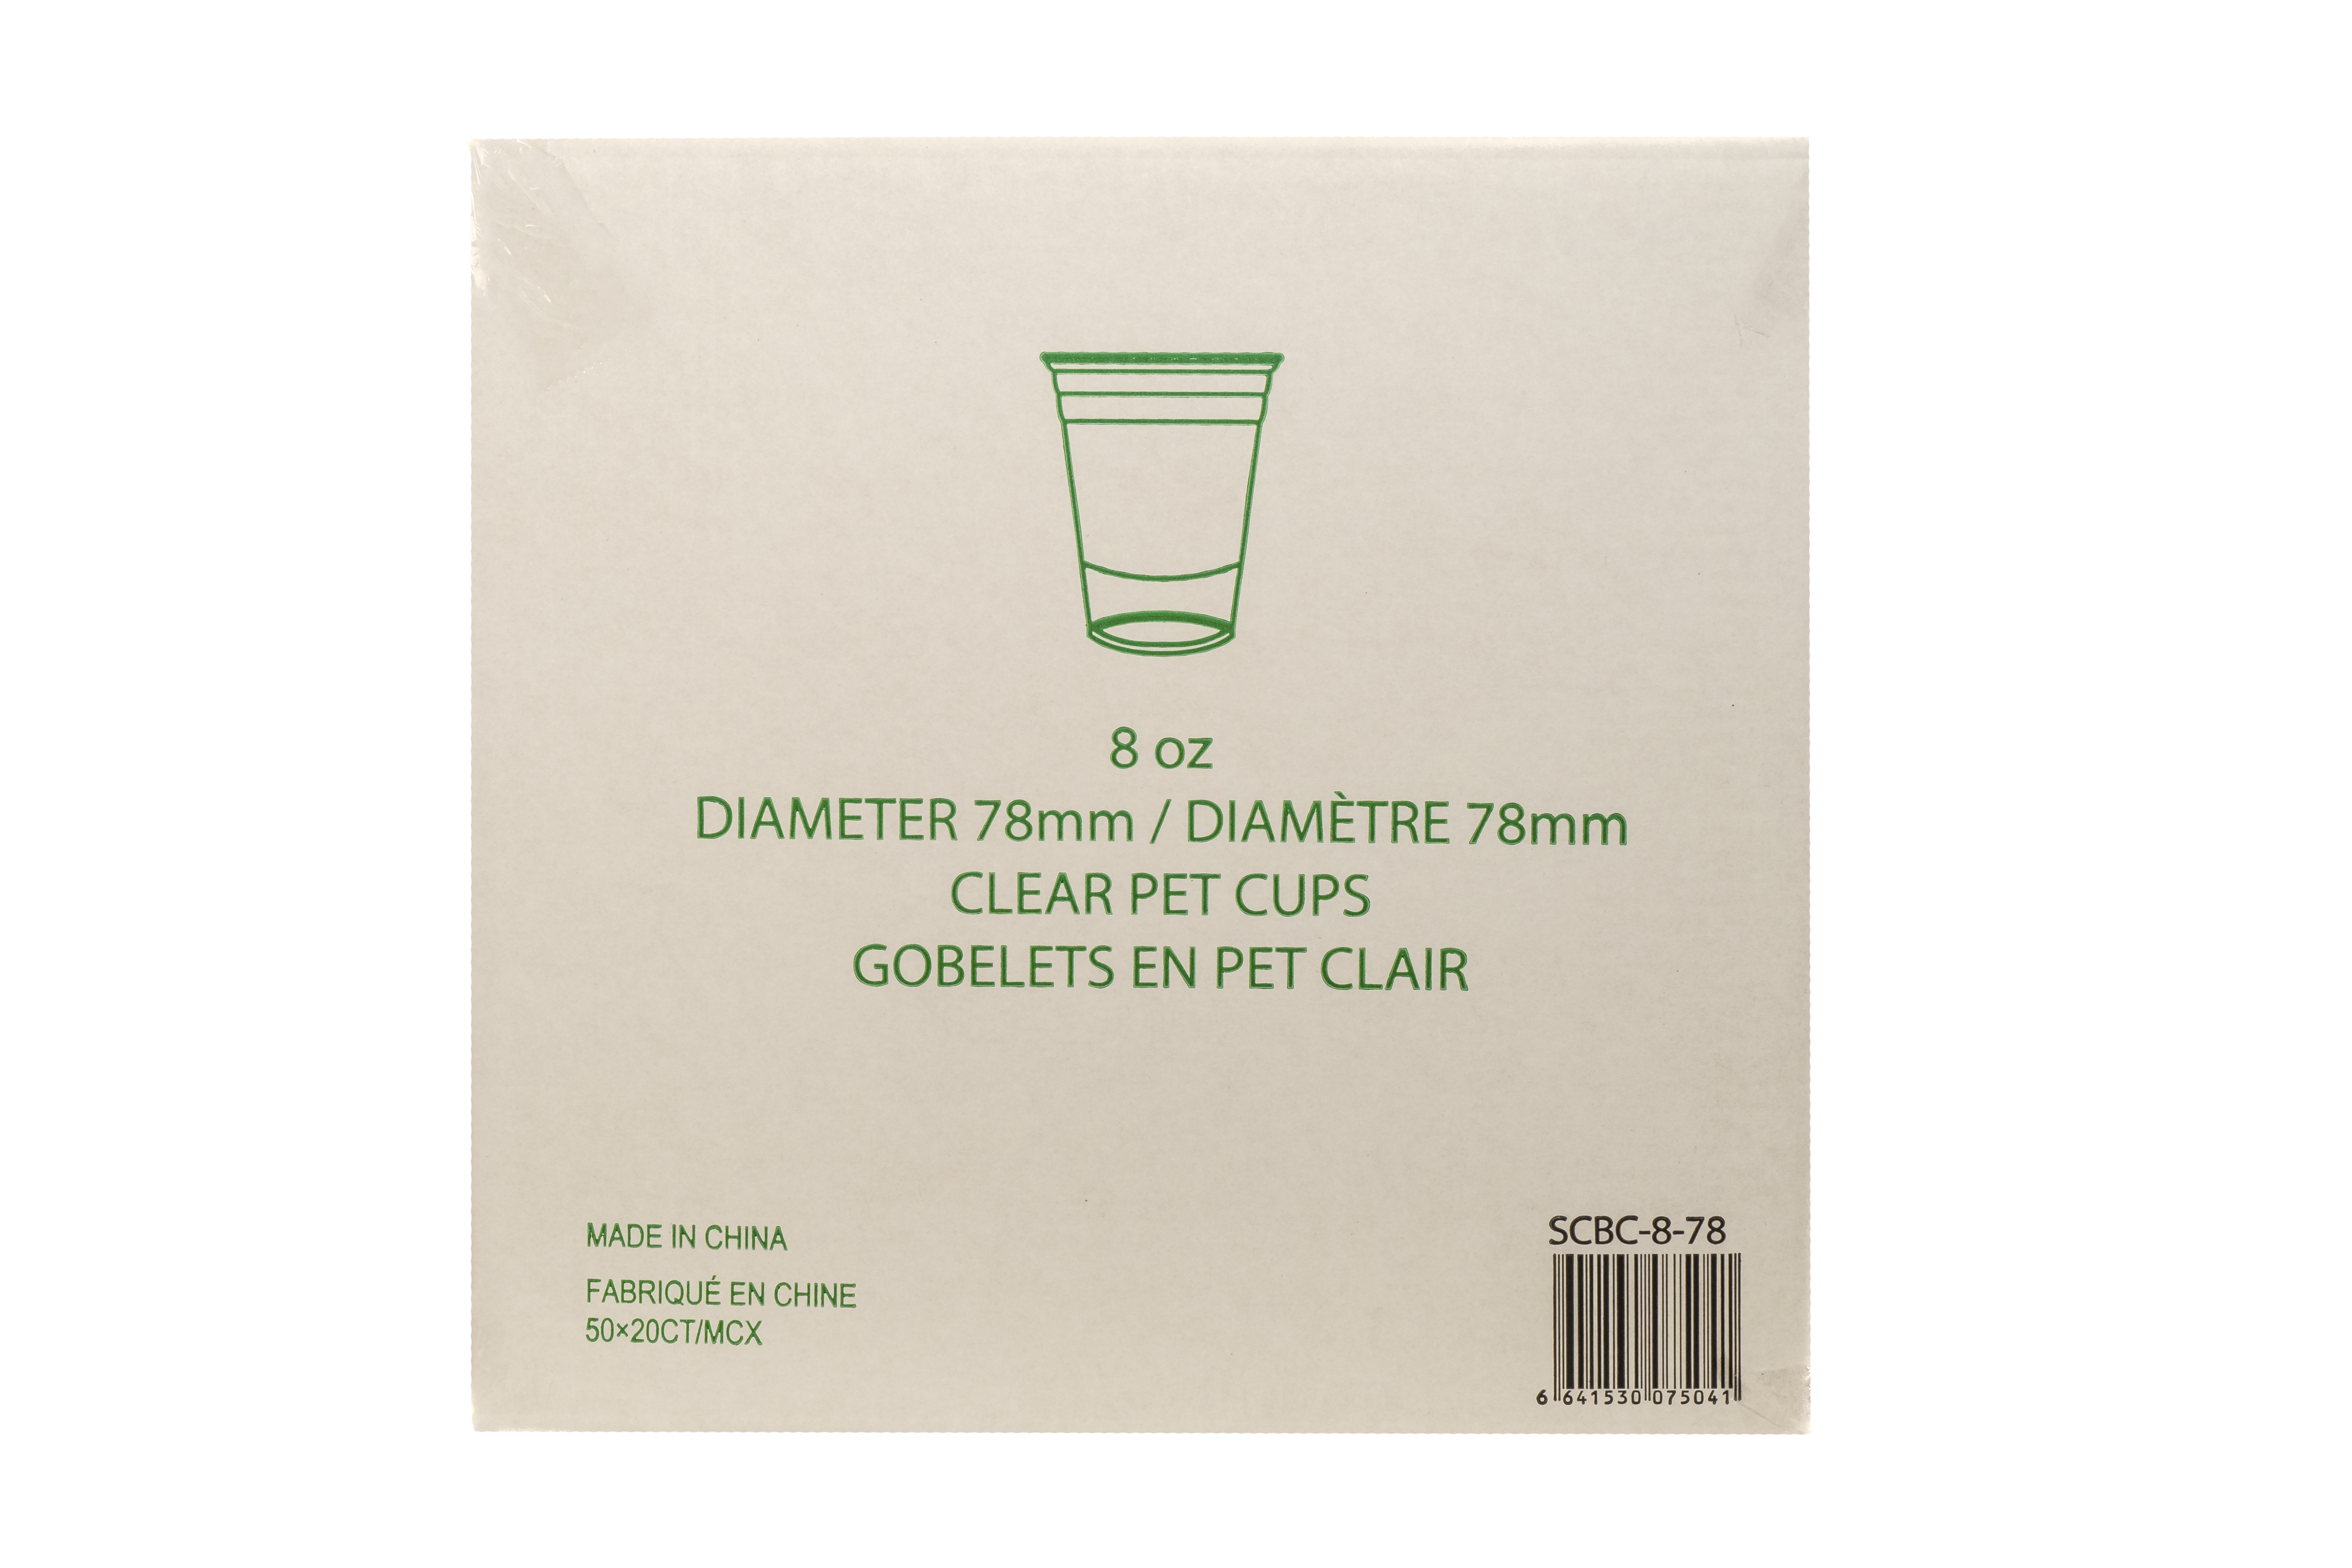 8 oz
DIAMETER 78mm / DIAMÈTRE 78mm
CLEAR PET CUPS
GOBELETS EN PET CLAIR
MADE IN CHINA
FABRIQUÉ EN CHINE
50×20CT/MCX
SCBC-8-78
6 641530 075041